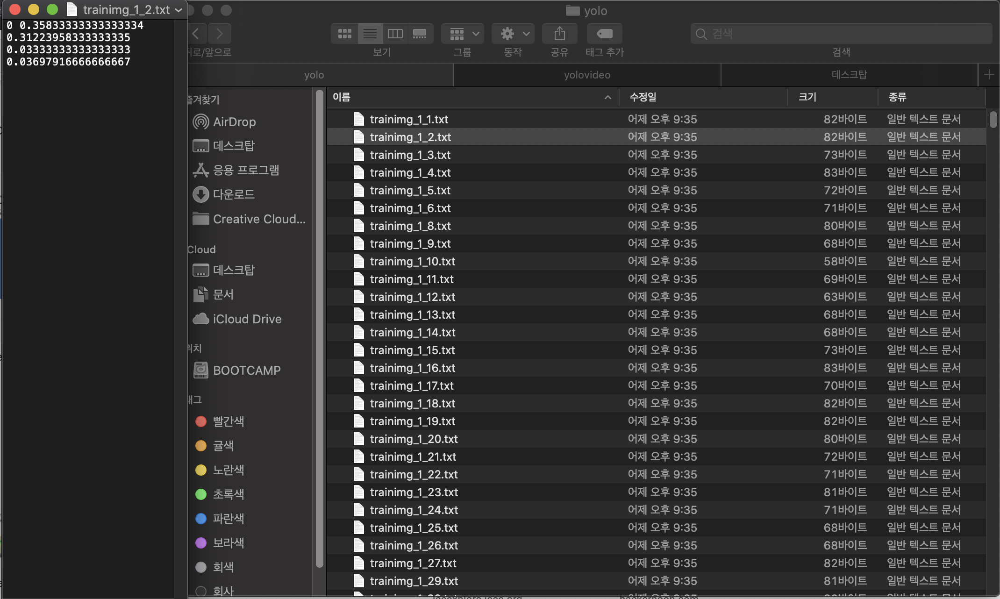 trainimg_1_2.txt
0 0.35833333333333334
0.31223958333333335
0.03333333333333333
0.03697916666666667
yolo
검색
뒤로/앞으로
보기
그룹
동작
공유
태그 추가
검색
yolo
yolovideo
데스크탑
즐겨찾기
AirDrop
데스크탑
응용 프로그램
다운로드
Creative Cloud...
Cloud
데스크탑
문서
iCloud Drive
위치
BOOTCAMP
태그
빨간색
귤색
노란색
초록색
파란색
보라색
회색
회사
이름 수정일 크기 종류
trainimg_1_1.txt 어제 오후 9:35 82바이트 일반 텍스트 문서
trainimg_1_2.txt 어제 오후 9:35 82바이트 일반 텍스트 문서
trainimg_1_3.txt 어제 오후 9:35 73바이트 일반 텍스트 문서
trainimg_1_4.txt 어제 오후 9:35 83바이트 일반 텍스트 문서
trainimg_1_5.txt 어제 오후 9:35 72바이트 일반 텍스트 문서
trainimg_1_6.txt 어제 오후 9:35 71바이트 일반 텍스트 문서
trainimg_1_8.txt 어제 오후 9:35 80바이트 일반 텍스트 문서
trainimg_1_9.txt 어제 오후 9:35 68바이트 일반 텍스트 문서
trainimg_1_10.txt 어제 오후 9:35 58바이트 일반 텍스트 문서
trainimg_1_11.txt 어제 오후 9:35 69바이트 일반 텍스트 문서
trainimg_1_12.txt 어제 오후 9:35 63바이트 일반 텍스트 문서
trainimg_1_13.txt 어제 오후 9:35 68바이트 일반 텍스트 문서
trainimg_1_14.txt 어제 오후 9:35 68바이트 일반 텍스트 문서
trainimg_1_15.txt 어제 오후 9:35 73바이트 일반 텍스트 문서
trainimg_1_16.txt 어제 오후 9:35 83바이트 일반 텍스트 문서
trainimg_1_17.txt 어제 오후 9:35 70바이트 일반 텍스트 문서
trainimg_1_18.txt 어제 오후 9:35 82바이트 일반 텍스트 문서
trainimg_1_19.txt 어제 오후 9:35 82바이트 일반 텍스트 문서
trainimg_1_20.txt 어제 오후 9:35 80바이트 일반 텍스트 문서
trainimg_1_21.txt 어제 오후 9:35 72바이트 일반 텍스트 문서
trainimg_1_22.txt 어제 오후 9:35 71바이트 일반 텍스트 문서
trainimg_1_23.txt 어제 오후 9:35 81바이트 일반 텍스트 문서
trainimg_1_24.txt 어제 오후 9:35 71바이트 일반 텍스트 문서
trainimg_1_25.txt 어제 오후 9:35 68바이트 일반 텍스트 문서
trainimg_1_26.txt 어제 오후 9:35 68바이트 일반 텍스트 문서
trainimg_1_27.txt 어제 오후 9:35 82바이트 일반 텍스트 문서
trainimg_1_29.txt 어제 오후 9:35 81바이트 일반 텍스트 문서